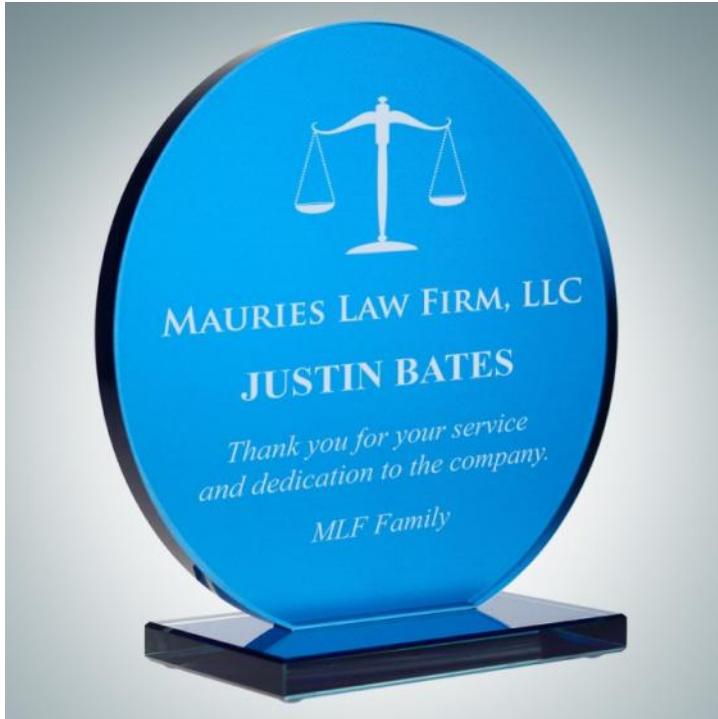 MAURIES LAW FIRM, LLC
JUSTIN BATES
Thank you for your service
and dedication to the company.
MLF Family